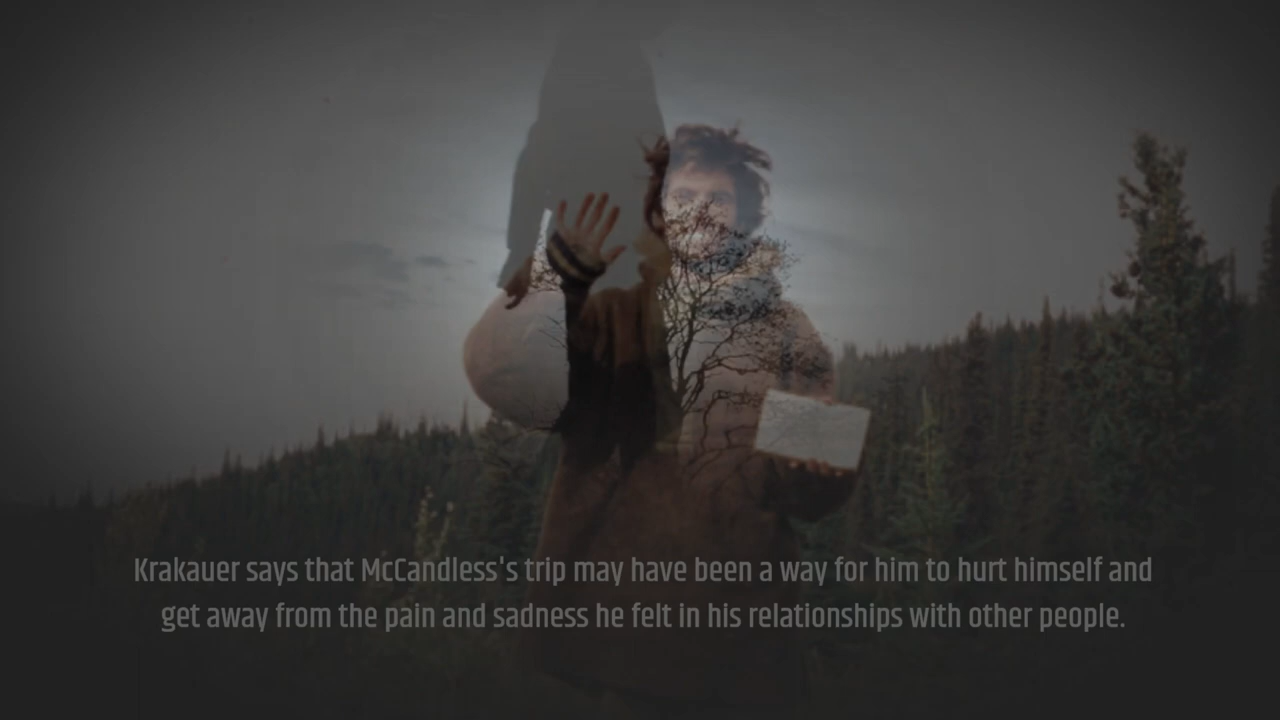 Krakauer says that McCandless's trip may have been a way for him to hurt himself and
get away from the pain and sadness he felt in his relationships with other people.